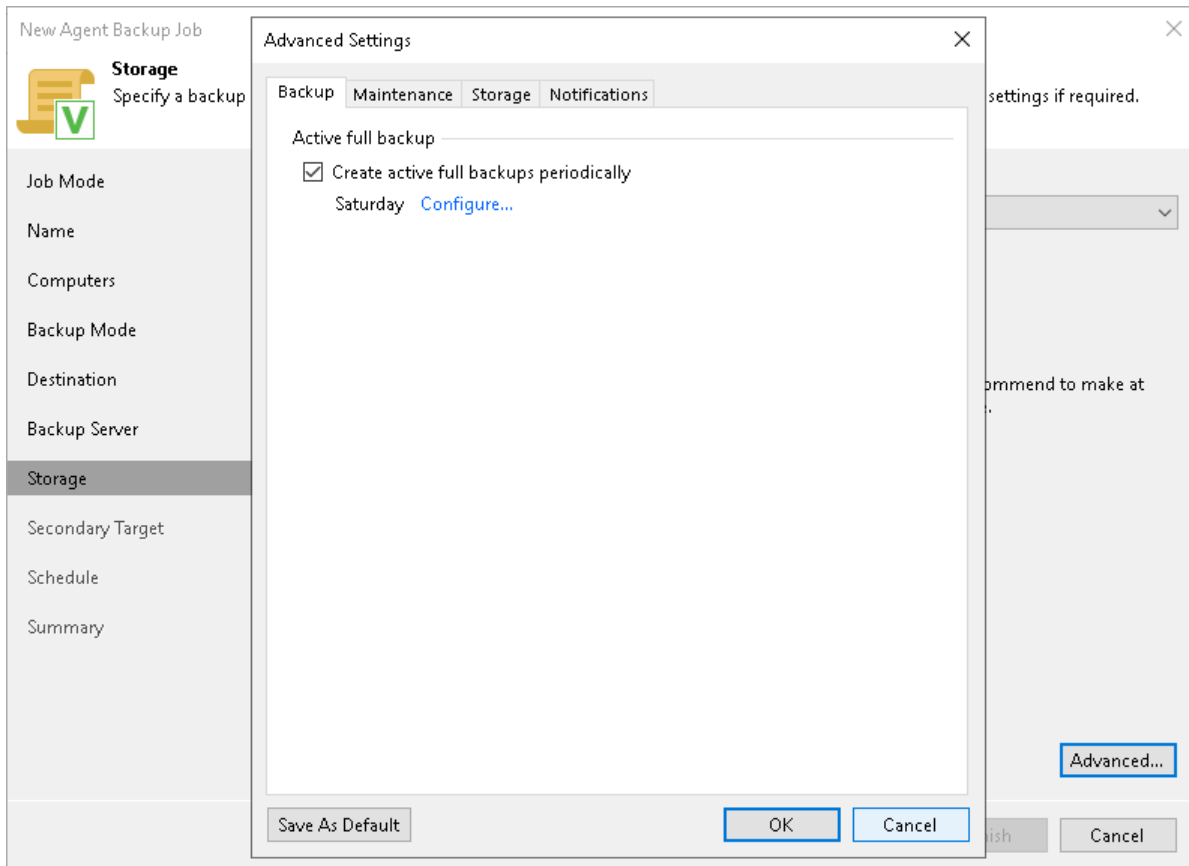 New Agent Backup Job
Storage
Specify a backup
settings if required.
Job Mode
Name
Computers
Backup Mode
Destination
Backup Server
Storage
Secondary Target
Schedule
Summary
Advanced Settings
Backup Maintenance Storage Notifications
Active full backup
Create active full backups periodically
Saturday Configure...
Save As Default OK Cancel
to make at
Advanced...
Cancel